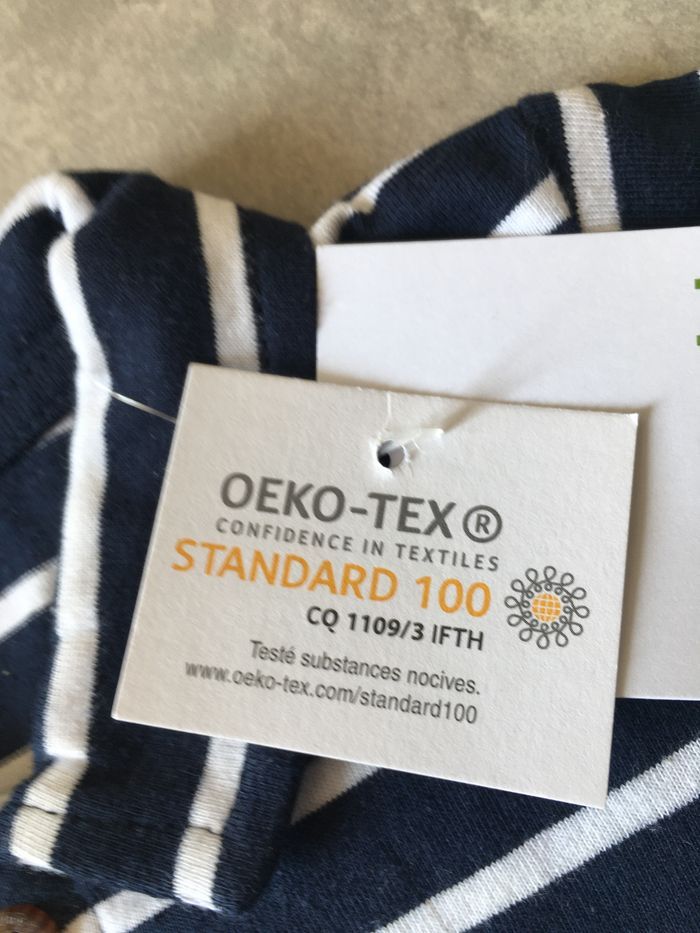 OEKO-TEX®
CONFIDENCE IN TEXTILES
STANDARD 100
CQ 1109/3 IFTH
Testé substances nocives.
www.oeko-tex.com/standard100